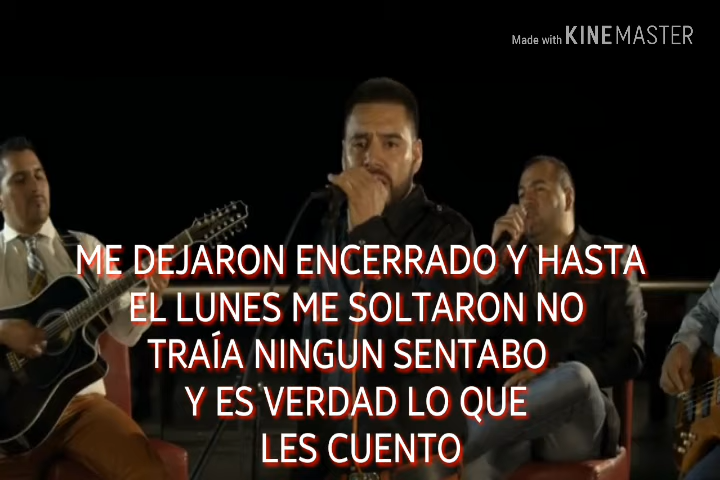 Made with KINEMASTER
ME DEJARON ENCERRADO Y HASTA
EL LUNES ME SOLTARON NO
TRAÍA NINGUN SENTABO
Y ES VERDAD LO QUE
LES CUENTO